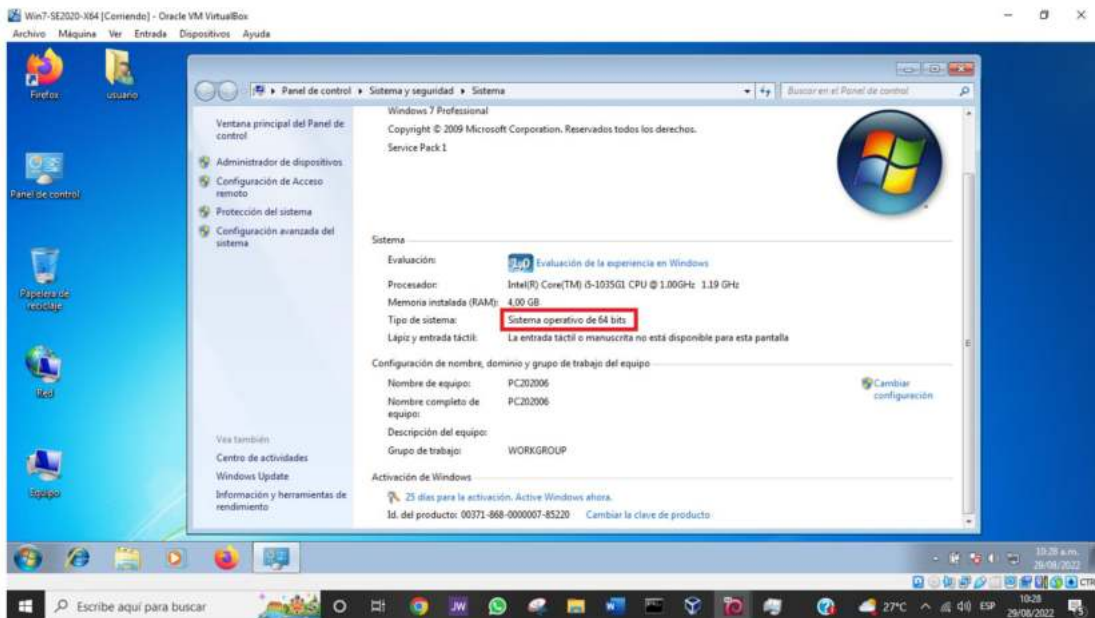 Win7-SE2020-X64 [Corriendo] - Oracle VM VirtualBox
Archivo Máquina Ver Entrada Dispositivos Ayuda
Firefox
usuario
Panel de control
Papelera de reciclaje
Red
Equipo
Panel de control Sistema y seguridad Sistema
Buscar en el Panel de control
Ventana principal del Panel de
control
Administrador de dispositivos
Configuración de Acceso
remoto
Protección del sistema
Configuración avanzada del
sistema
Vea también
Centro de actividades
Windows Update
Información y herramientas de
rendimiento
Windows 7 Professional
Copyright © 2009 Microsoft Corporation. Reservados todos los derechos.
Service Pack 1
Sistema
Evaluación: 1,0 Evaluación de la experiencia en Windows
Procesador: Intel(R) Core(TM) i5-1035G1 CPU @ 1.00GHz 1.19 GHz
Memoria instalada (RAM): 4,00 GB
Tipo de sistema: Sistema operativo de 64 bits
Lápiz y entrada táctil: La entrada táctil o manuscrita no está disponible para esta pantalla
Configuración de nombre, dominio y grupo de trabajo del equipo
Nombre de equipo: PC202006
Cambiar
configuración
Nombre completo de PC202006
equipo:
Descripción del equipo:
Grupo de trabajo: WORKGROUP
Activación de Windows
25 días para la activación. Active Windows ahora.
Id. del producto: 00371-868-0000007-85220 Cambiar la clave de producto
10:28 a.m.
29/08/2022
CTR
Escribe aquí para buscar
JW
27°C
ESP
10:28
29/08/2022
5